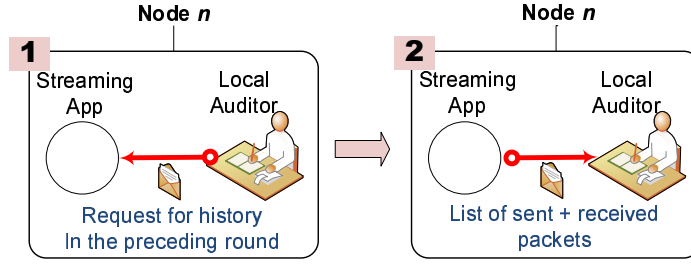 Node n
1
Streaming
App
Local
Auditor
Request for history
In the preceding round
Node n
2
Streaming
App
Local
Auditor
List of sent + received
packets